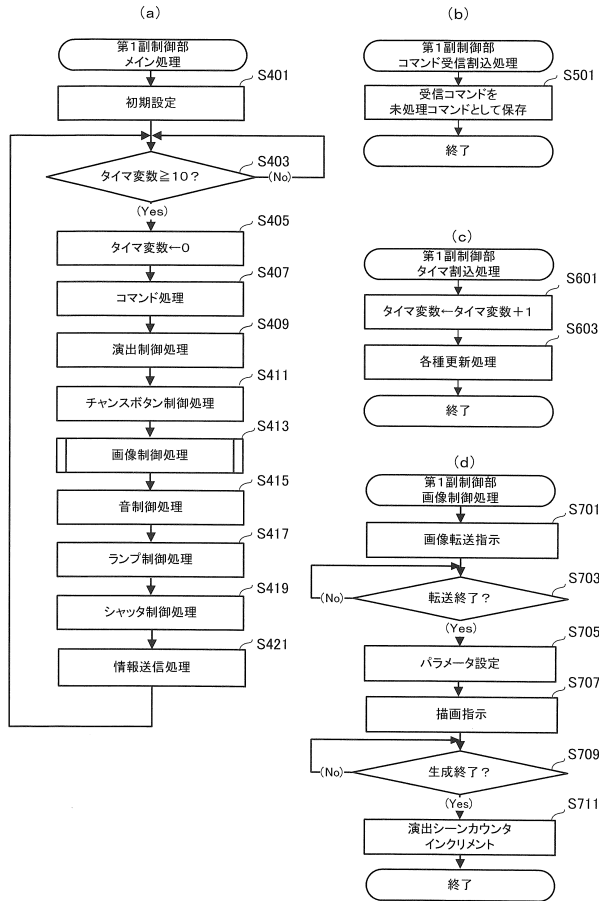 (a)
第1副制御部
メイン処理
S401
初期設定
S403
タイマ変数≧10?
(No)
(Yes)
S405
タイマ変数←0
S407
コマンド処理
S409
演出制御処理
S411
チャンスボタン制御処理
S413
画像制御処理
S415
音制御処理
S417
ランプ制御処理
S419
シャッタ制御処理
S421
情報送信処理
(b)
第1副制御部
コマンド受信割込処理
S501
受信コマンドを
未処理コマンドとして保存
終了
(c)
第1副制御部
タイマ割込処理
S601
タイマ変数←タイマ変数+1
S603
各種更新処理
終了
(d)
第1副制御部
画像制御処理
S701
画像転送指示
S703
転送終了?
(No)
(Yes)
S705
パラメータ設定
S707
描画指示
S709
生成終了?
(No)
(Yes)
S711
演出シーンカウンタ
インクリメント
終了